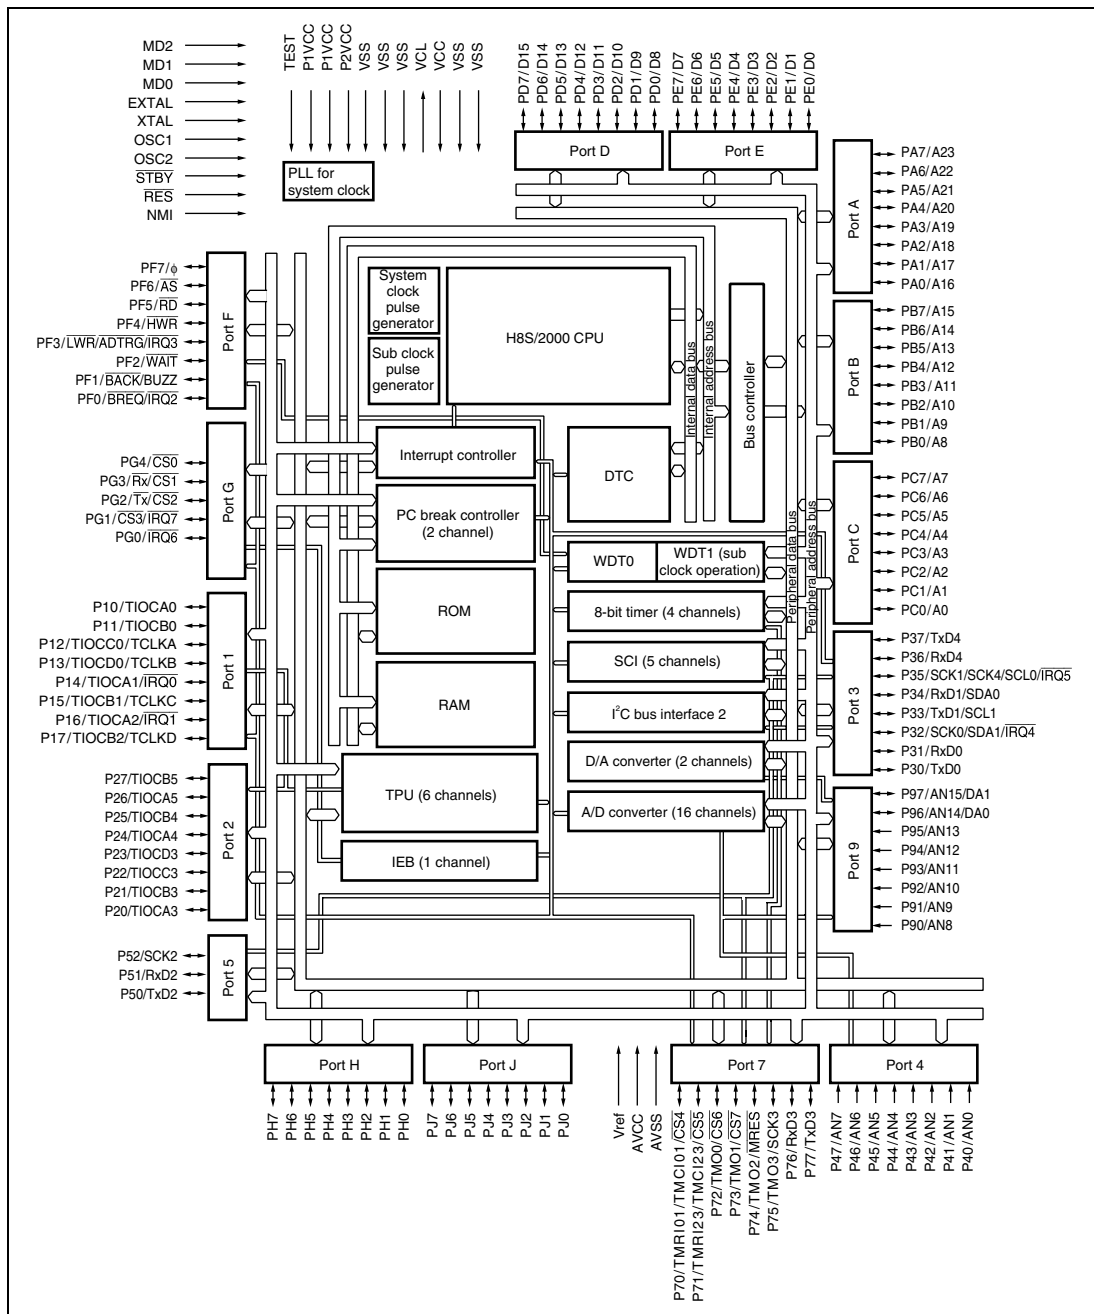 MD2
MD1
MD0
EXTAL
XTAL
OSC1
OSC2
STBY
RES
NMI
TEST
P1VCC
P1VCC
P2VCC
VSS
VSS
VSS
VCL
VCC
VSS
VSS
PLL for
system clock
PD7/D15
PD6/D14
PD5/D13
PD4/D12
PD3/D11
PD2/D10
PD1/D9
PD0/D8
PE7/D7
PE6/D6
PE5/D5
PE4/D4
PE3/D3
PE2/D2
PE1/D1
PE0/D0
Port D
Port E
Port A
PA7/A23
PA6/A22
PA5/A21
PA4/A20
PA3/A19
PA2/A18
PA1/A17
PA0/A16
PF7/ϕ
PF6/AS
PF5/RD
PF4/HWR
PF3/LWR/ADTRG/IRQ3
PF2/WAIT
PF1/BACK/BUZZ
PF0/BREQ/IRQ2
Port F
System
clock
pulse
generator
Sub clock
pulse
generator
H8S/2000 CPU
Internal data bus
Internal address bus
Bus controller
Port B
PB7/A15
PB6/A14
PB5/A13
PB4/A12
PB3/A11
PB2/A10
PB1/A9
PB0/A8
PG4/CS0
PG3/Rx/CS1
PG2/Tx/CS2
PG1/CS3/IRQ7
PG0/IRQ6
Port G
Interrupt controller
PC break controller
(2 channel)
DTC
Peripheral data bus
Peripheral address bus
Port C
PC7/A7
PC6/A6
PC5/A5
PC4/A4
PC3/A3
PC2/A2
PC1/A1
PC0/A0
P10/TIOCA0
P11/TIOCB0
P12/TIOCC0/TCLKA
P13/TIOCD0/TCLKB
P14/TIOCA1/IRQ0
P15/TIOCB1/TCLKC
P16/TIOCA2/IRQ1
P17/TIOCB2/TCLKD
Port 1
ROM
RAM
WDT0
WDT1 (sub
clock operation)
8-bit timer (4 channels)
SCI (5 channels)
I²C bus interface 2
D/A converter (2 channels)
A/D converter (16 channels)
Port 3
P37/TxD4
P36/RxD4
P35/SCK1/SCK4/SCL0/IRQ5
P34/RxD1/SDA0
P33/TxD1/SCL1
P32/SCK0/SDA1/IRQ4
P31/RxD0
P30/TxD0
P27/TIOCB5
P26/TIOCA5
P25/TIOCB4
P24/TIOCA4
P23/TIOCD3
P22/TIOCC3
P21/TIOCB3
P20/TIOCA3
Port 2
TPU (6 channels)
IEB (1 channel)
Port 9
P97/AN15/DA1
P96/AN14/DA0
P95/AN13
P94/AN12
P93/AN11
P92/AN10
P91/AN9
P90/AN8
P52/SCK2
P51/RxD2
P50/TxD2
Port 5
Port H
Port J
Port 7
Port 4
PH7
PH6
PH5
PH4
PH3
PH2
PH1
PH0
PJ7
PJ6
PJ5
PJ4
PJ3
PJ2
PJ1
PJ0
Vref
AVCC
AVSS
P70/TMRI01/TMCI01/CS4
P71/TMRI23/TMCI23/CS5
P72/TMO0/CS6
P73/TMO1/CS7
P74/TMO2/MRES
P75/TMO3/SCK3
P76/RxD3
P77/TxD3
P47/AN7
P46/AN6
P45/AN5
P44/AN4
P43/AN3
P42/AN2
P41/AN1
P40/AN0